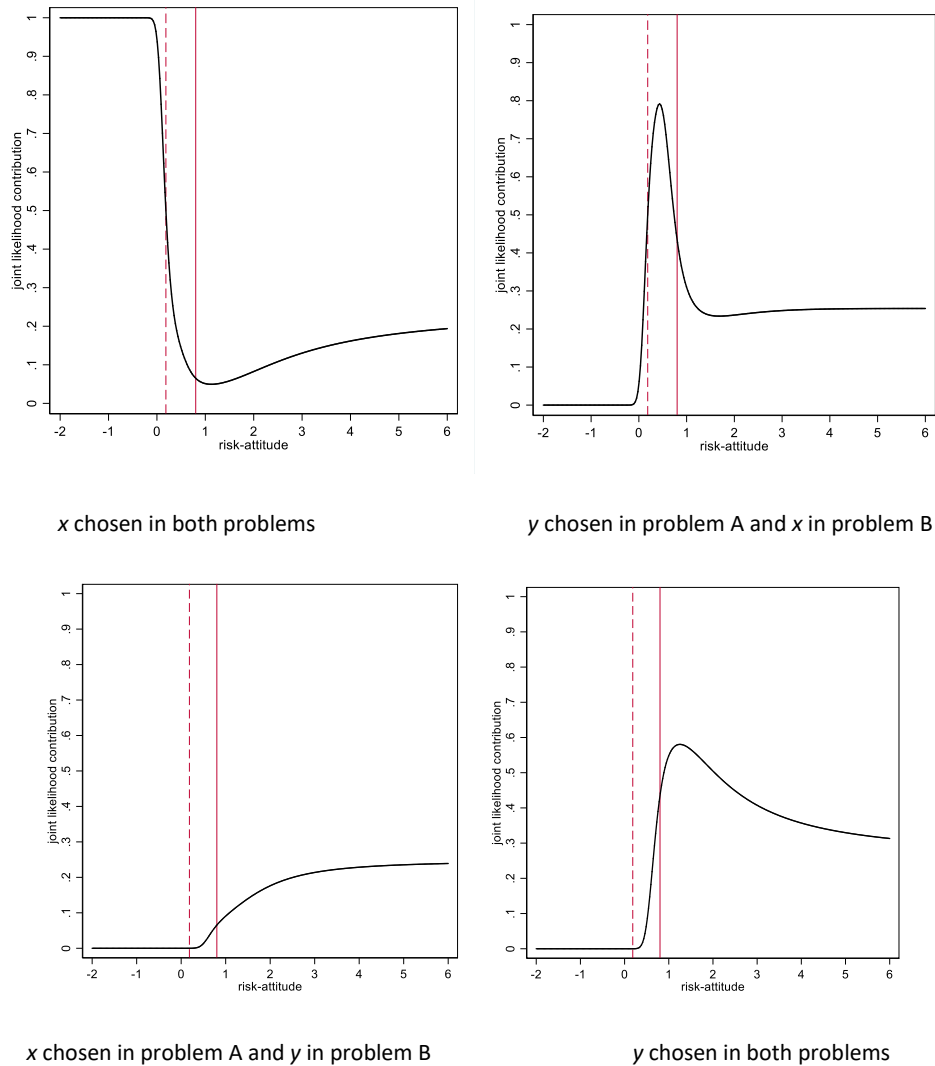 joint likelihood contribution
1
.9
.8
.7
.6
.5
.4
.3
.2
.1
0
-2 -1 0 1 2 3 4 5 6
risk-attitude
joint likelihood contribution
1
.9
.8
.7
.6
.5
.4
.3
.2
.1
0
-2 -1 0 1 2 3 4 5 6
risk-attitude
x chosen in both problems
y chosen in problem A and x in problem B
joint likelihood contribution
1
.9
.8
.7
.6
.5
.4
.3
.2
.1
0
-2 -1 0 1 2 3 4 5 6
risk-attitude
joint likelihood contribution
1
.9
.8
.7
.6
.5
.4
.3
.2
.1
0
-2 -1 0 1 2 3 4 5 6
risk-attitude
x chosen in problem A and y in problem B
y chosen in both problems